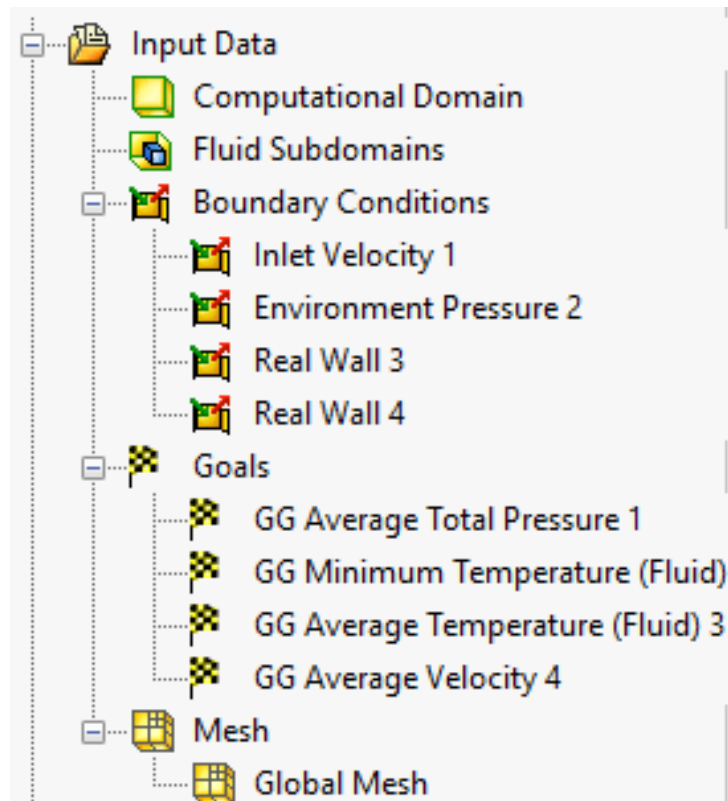 Input Data
Computational Domain
Fluid Subdomains
Boundary Conditions
Inlet Velocity 1
Environment Pressure 2
Real Wall 3
Real Wall 4
Goals
GG Average Total Pressure 1
GG Minimum Temperature (Fluid)
GG Average Temperature (Fluid) 3
GG Average Velocity 4
Mesh
Global Mesh